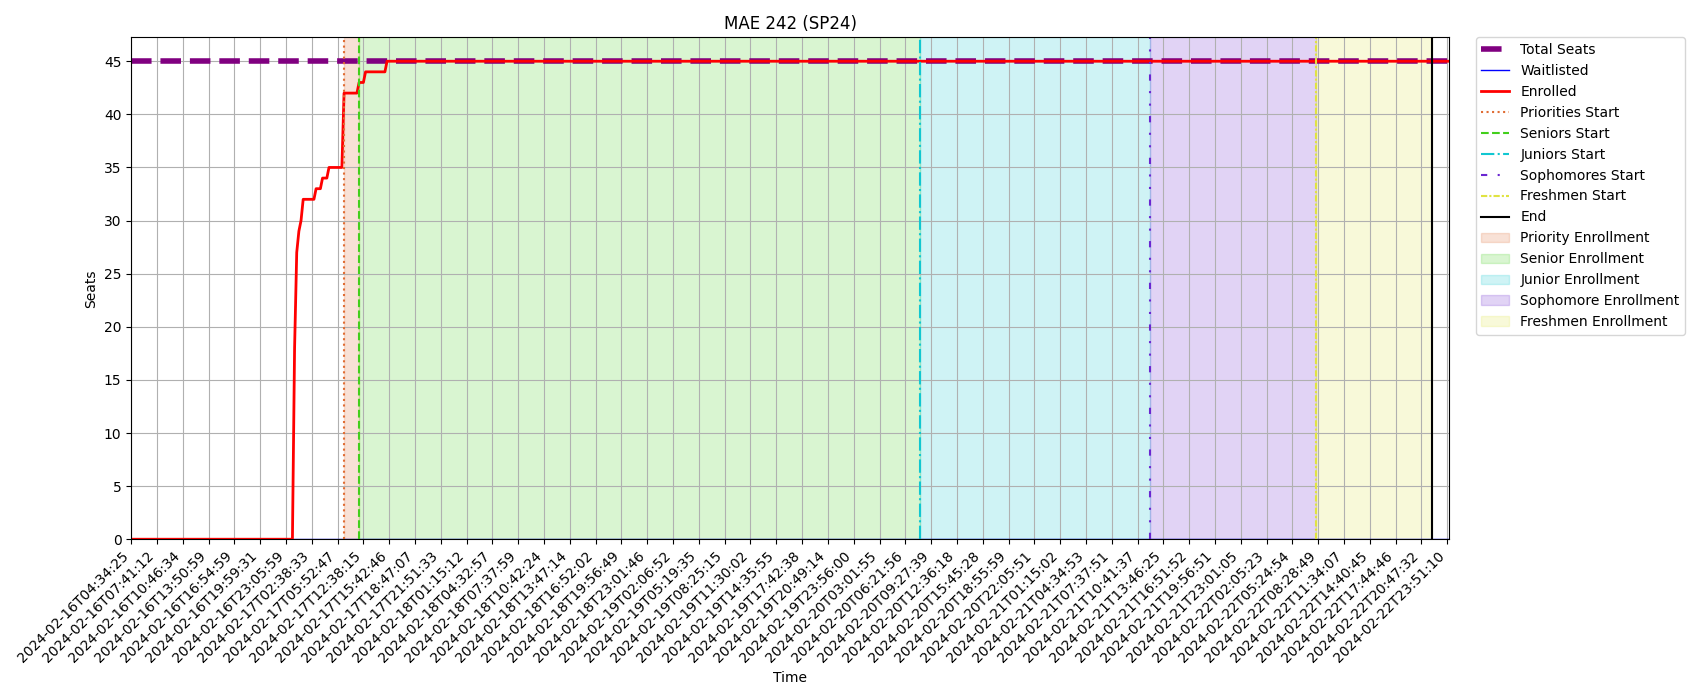 MAE 242 (SP24)
Seats
45
40
35
30
25
20
15
10
5
0
2024-02-16T04:34:25
2024-02-16T07:41:12
2024-02-16T10:46:34
2024-02-16T13:50:59
2024-02-16T16:54:59
2024-02-16T19:59:31
2024-02-16T23:05:59
2024-02-17T02:38:33
2024-02-17T05:52:47
2024-02-17T12:38:15
2024-02-17T15:42:46
2024-02-17T18:47:07
2024-02-17T21:51:33
2024-02-18T01:15:12
2024-02-18T04:32:57
2024-02-18T07:37:59
2024-02-18T10:42:24
2024-02-18T13:47:14
2024-02-18T16:52:02
2024-02-18T19:56:49
2024-02-18T23:01:46
2024-02-19T02:06:52
2024-02-19T05:19:35
2024-02-19T08:25:15
2024-02-19T11:30:02
2024-02-19T14:35:55
2024-02-19T17:42:38
2024-02-19T20:49:14
2024-02-19T23:56:00
2024-02-20T03:01:55
2024-02-20T06:21:56
2024-02-20T09:27:39
2024-02-20T12:36:18
2024-02-20T15:45:28
2024-02-20T18:55:59
2024-02-20T22:05:51
2024-02-21T01:15:02
2024-02-21T04:34:53
2024-02-21T07:37:51
2024-02-21T10:41:37
2024-02-21T13:46:25
2024-02-21T16:51:52
2024-02-21T19:56:51
2024-02-21T23:01:05
2024-02-22T02:05:23
2024-02-22T05:24:54
2024-02-22T08:28:49
2024-02-22T11:34:07
2024-02-22T14:40:45
2024-02-22T17:44:46
2024-02-22T20:47:32
2024-02-22T23:51:10
Time
Total Seats
Waitlisted
Enrolled
Priorities Start
Seniors Start
Juniors Start
Sophomores Start
Freshmen Start
End
Priority Enrollment
Senior Enrollment
Junior Enrollment
Sophomore Enrollment
Freshmen Enrollment